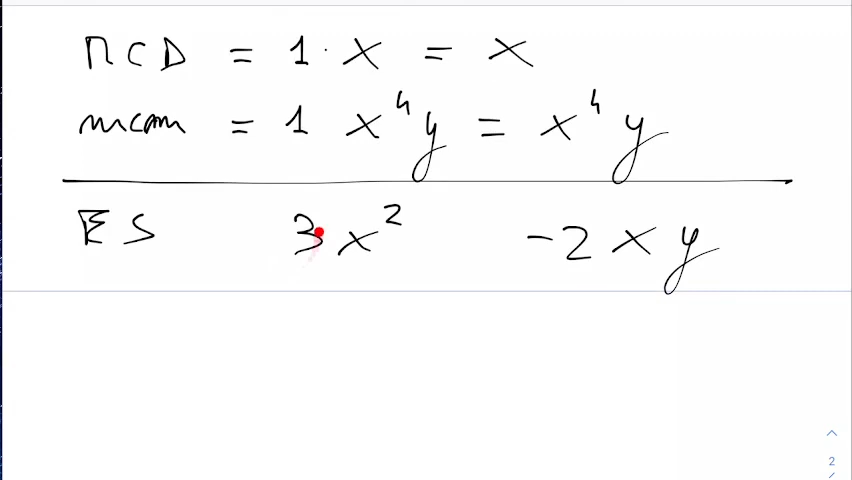 MCD = 1 · x = x
mcm = 1 x⁴y = x⁴y
ES 3x² -2xy
2